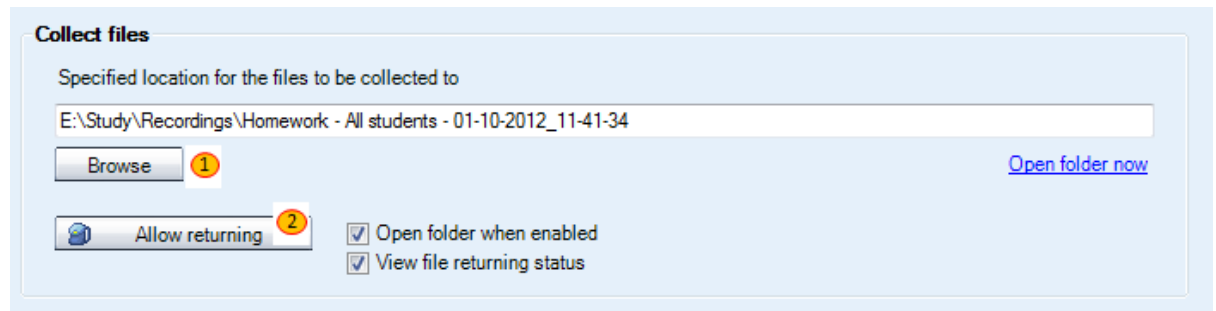 Collect files
Specified location for the files to be collected to
E:\Study\Recordings\Homework - All students - 01-10-2012_11-41-34
Browse 1 Open folder now
Allow returning 2 Open folder when enabled
View file returning status